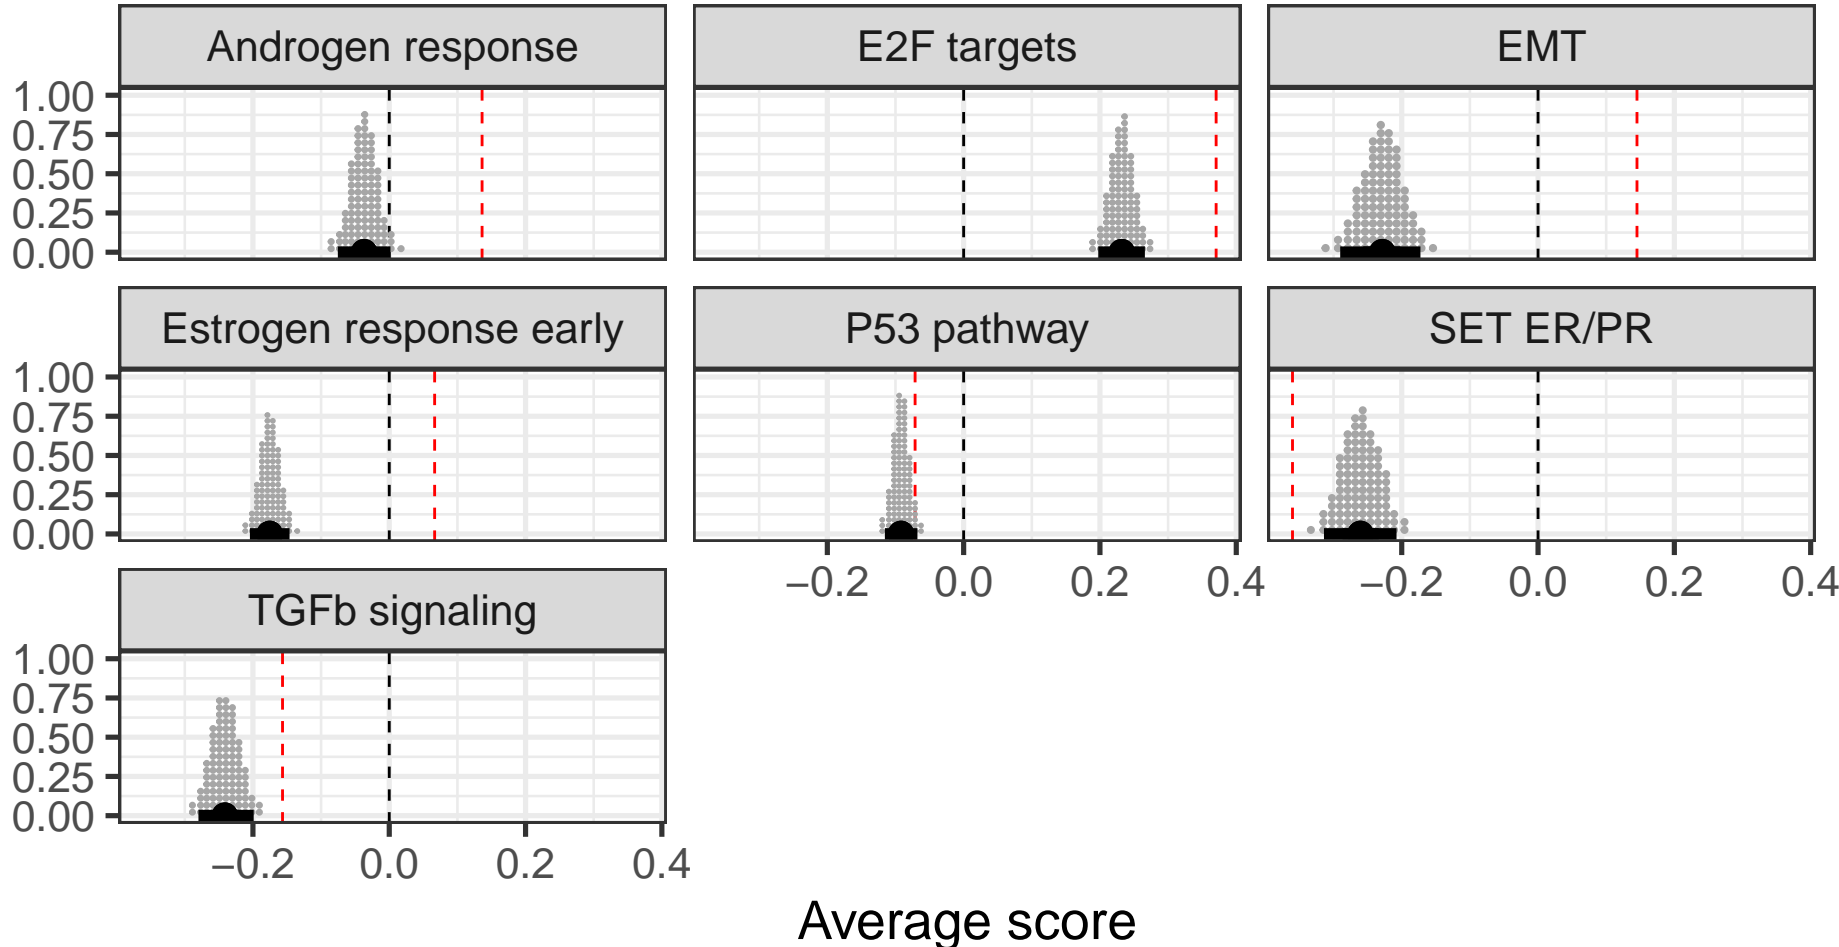 Androgen response E2F targets EMT
1.00
0.75
0.50
0.25
0.00
Estrogen response early P53 pathway SET ER/PR
1.00
0.75
0.50
0.25
0.00
−0.2 0.0 0.2 0.4 −0.2 0.0 0.2 0.4
TGFb signaling
1.00
0.75
0.50
0.25
0.00
−0.2 0.0 0.2 0.4
Average score